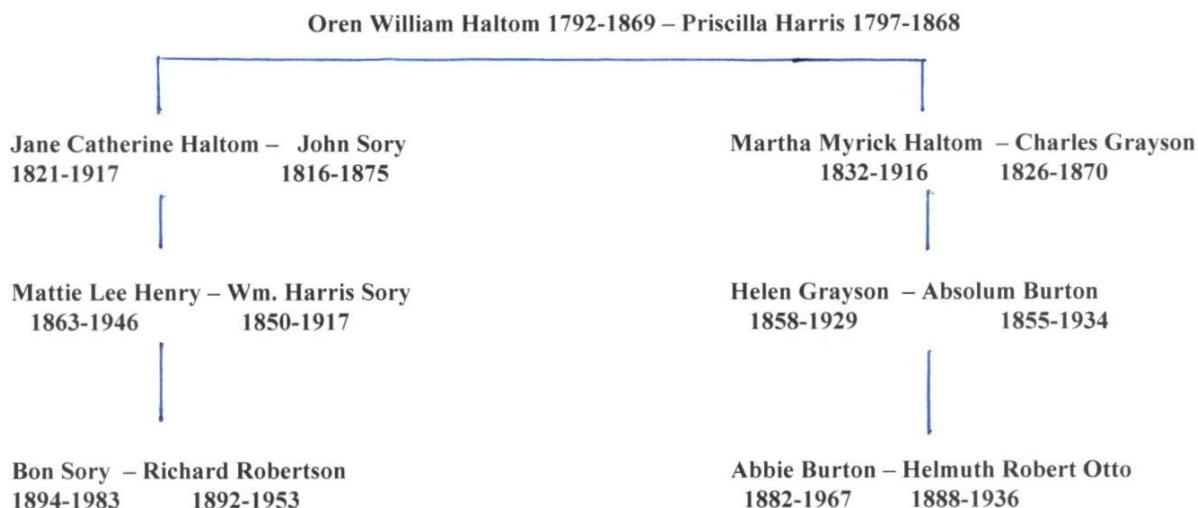 Oren William Haltom 1792-1869 – Priscilla Harris 1797-1868
Jane Catherine Haltom – John Sory
1821-1917 1816-1875
Martha Myrick Haltom – Charles Grayson
1832-1916 1826-1870
Mattie Lee Henry – Wm. Harris Sory
1863-1946 1850-1917
Helen Grayson – Absolum Burton
1858-1929 1855-1934
Bon Sory – Richard Robertson
1894-1983 1892-1953
Abbie Burton – Helmuth Robert Otto
1882-1967 1888-1936